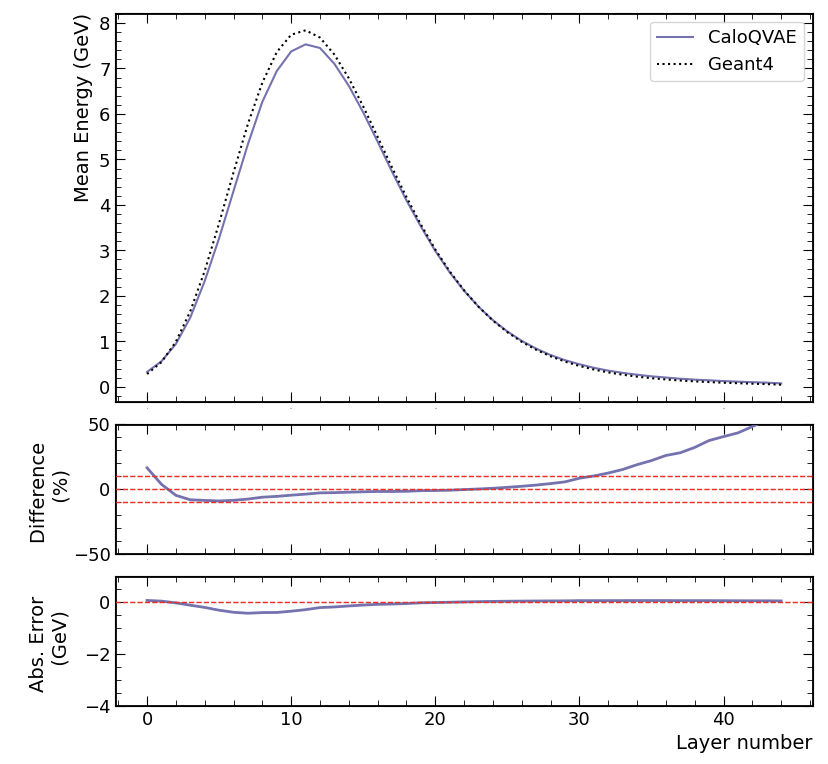 Mean Energy (GeV)
8
7
6
5
4
3
2
1
0
CaloQVAE
Geant4
Difference
(%)
50
0
−50
Abs. Error
(GeV)
0
−2
−4
0 10 20 30 40
Layer number